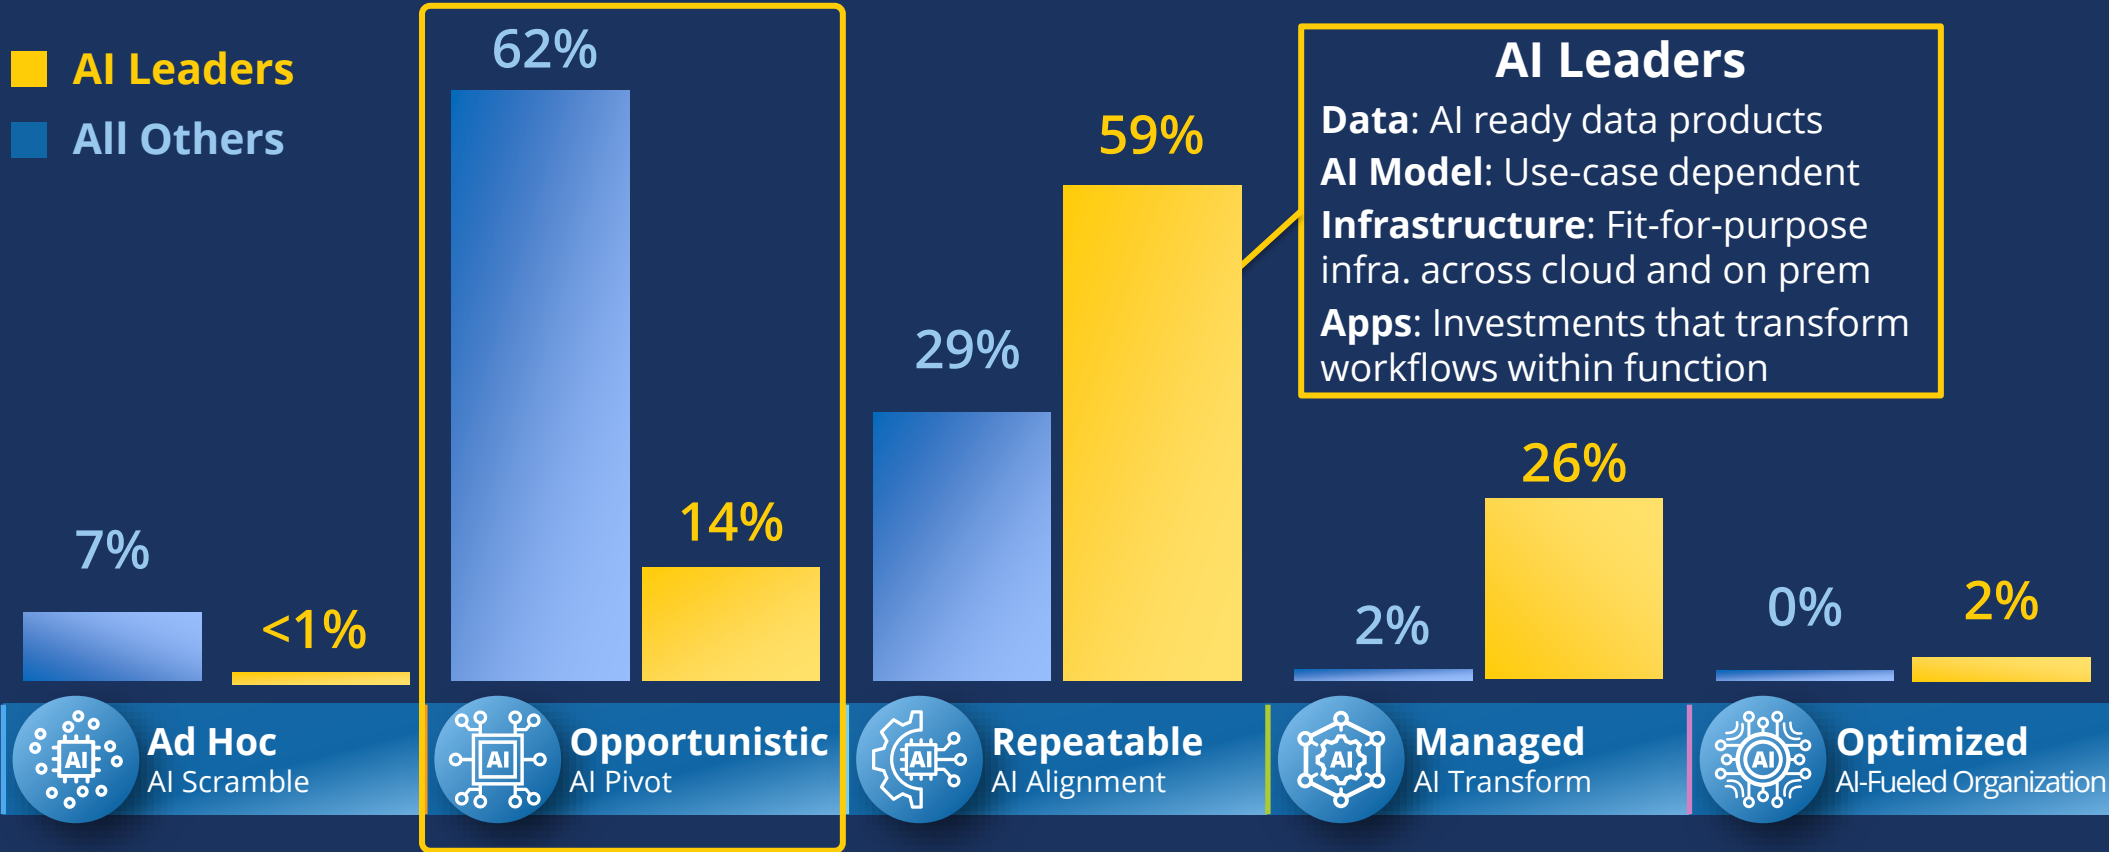 AI Leaders
All Others
62%
14%
7%
<1%
29%
59%
2%
26%
0%
2%
AI Leaders
Data: AI ready data products
AI Model: Use-case dependent
Infrastructure: Fit-for-purpose
infra. across cloud and on prem
Apps: Investments that transform
workflows within function
AI
Ad Hoc
AI Scramble
AI
Opportunistic
AI Pivot
AI
Repeatable
AI Alignment
AI
Managed
AI Transform
AI
Optimized
AI-Fueled Organization